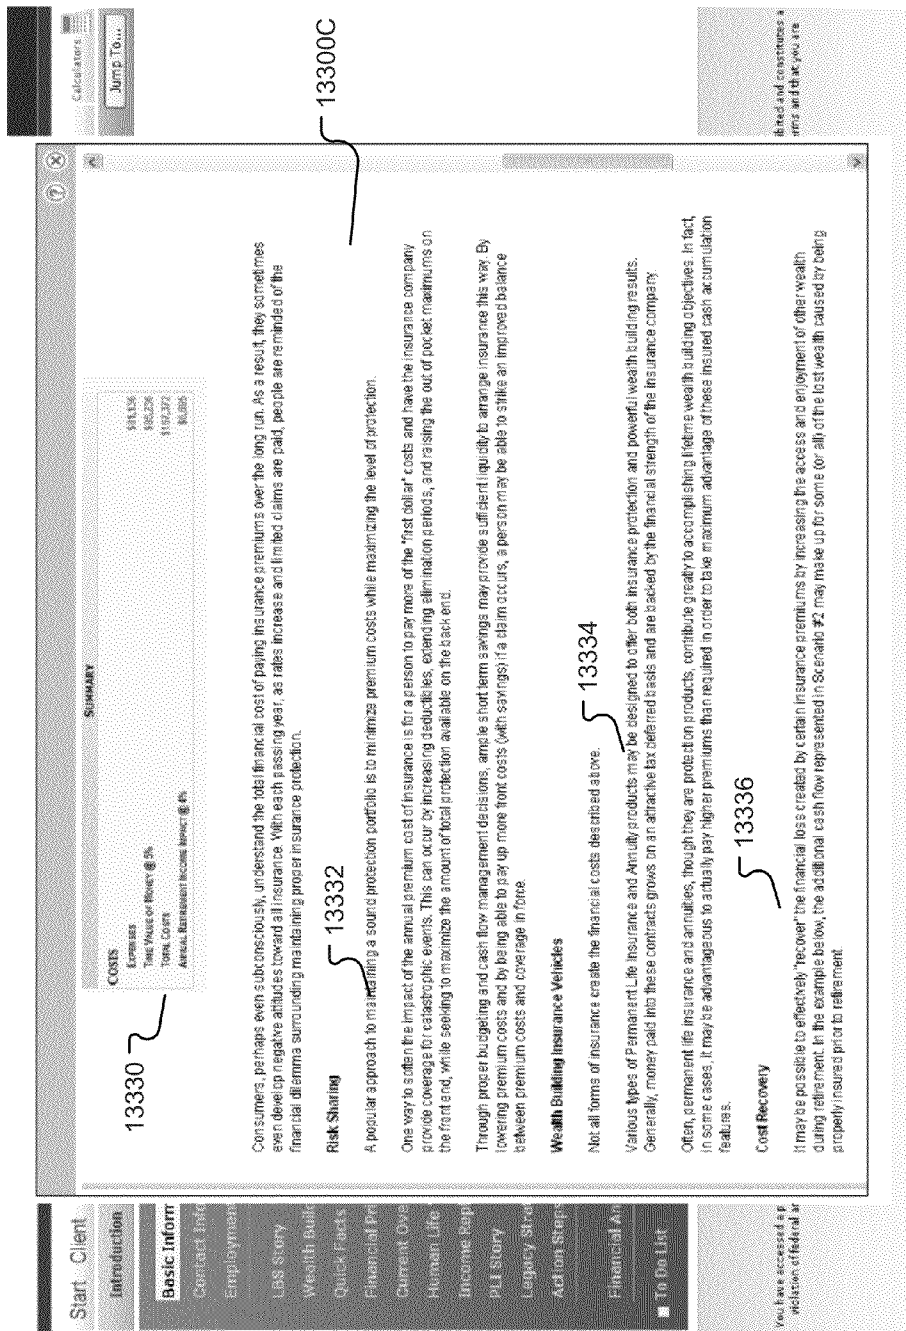 Start Client
Introduction
Basic Inform
Contact Info
Employmen
LBS Story
Wealth Build
Quick Facts
Financial Pri
Current Ove
Human Life
Income Repl
PLI Story
Legacy Strat
Action Steps
Financial An
To Do List
You have accessed a p
violation of federal ar
13330
SUMMARY
COSTS
EXPENSES
TIME VALUE OF MONEY @ 5%
TOTAL COSTS
ANNUAL RETIREMENT INCOME IMPACT @ 4%
Consumers, perhaps even subconsciously, understand the total financial cost of paying insurance premiums over the long run. As a result, they sometimes
even develop negative attitudes toward all insurance. With each passing year, as rates increase and limited claims are paid, people are reminded of the
financial dilemma surrounding maintaining proper insurance protection.
Risk Sharing
13332
A popular approach to maintaining a sound protection portfolio is to minimize premium costs while maximizing the level of protection.
One way to soften the impact of the annual premium cost of insurance is for a person to pay more of the "first dollar" costs and have the insurance company
provide coverage for catastrophic events. This can occur by increasing deductibles, extending elimination periods, and raising the out of pocket maximums on
the front end, while seeking to maximize the amount of total protection available on the back end.
Through proper budgeting and cash flow management decisions, ample short term savings may provide sufficient liquidity to arrange insurance this way. By
lowering premium costs and by being able to pay up more front costs (with savings) if a claim occurs, a person may be able to strike an improved balance
between premium costs and coverage in force.
Wealth Building Insurance Vehicles
Not all forms of insurance create the financial costs described above.
13334
Various types of Permanent Life Insurance and Annuity products may be designed to offer both insurance protection and powerful wealth building results.
Generally, money paid into these contracts grows on an attractive tax deferred basis and are backed by the financial strength of the insurance company.
Often, permanent life insurance and annuities, though they are protection products, contribute greatly to accomplishing lifetime wealth building objectives. In fact,
in some cases, it may be advantageous to actually pay higher premiums than required in order to take maximum advantage of these insured cash accumulation
features.
Cost Recovery
13336
It may be possible to effectively "recover" the financial loss created by certain insurance premiums by increasing the access and enjoyment of other wealth
during retirement. In the example below, the additional cash flow represented in Scenario #2 may make up for some (or all) of the lost wealth caused by being
properly insured prior to retirement.
13300C
Calculators
Jump To...
ibited and constitutes a
erms and that you are